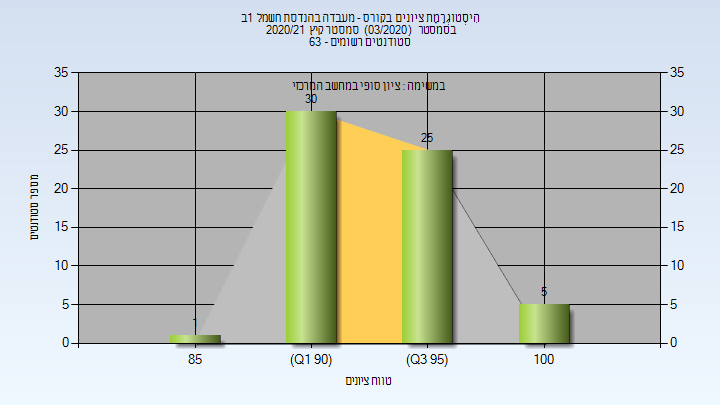 היסטוגרמת ציונים בקורס - מעבדה בהנדסת חשמל 1ב
בסמסטר (03/2020) סמסטר קיץ 2020/21
סטודנטים רשומים - 63
במשימה : ציון סופי במחשב המרכזי
35 35
30 30
25 25
20 20
15 15
10 10
5 5
0 0
1
30
25
5
מספר סטודנטים
85 (Q1 90) (Q3 95) 100
טווח ציונים